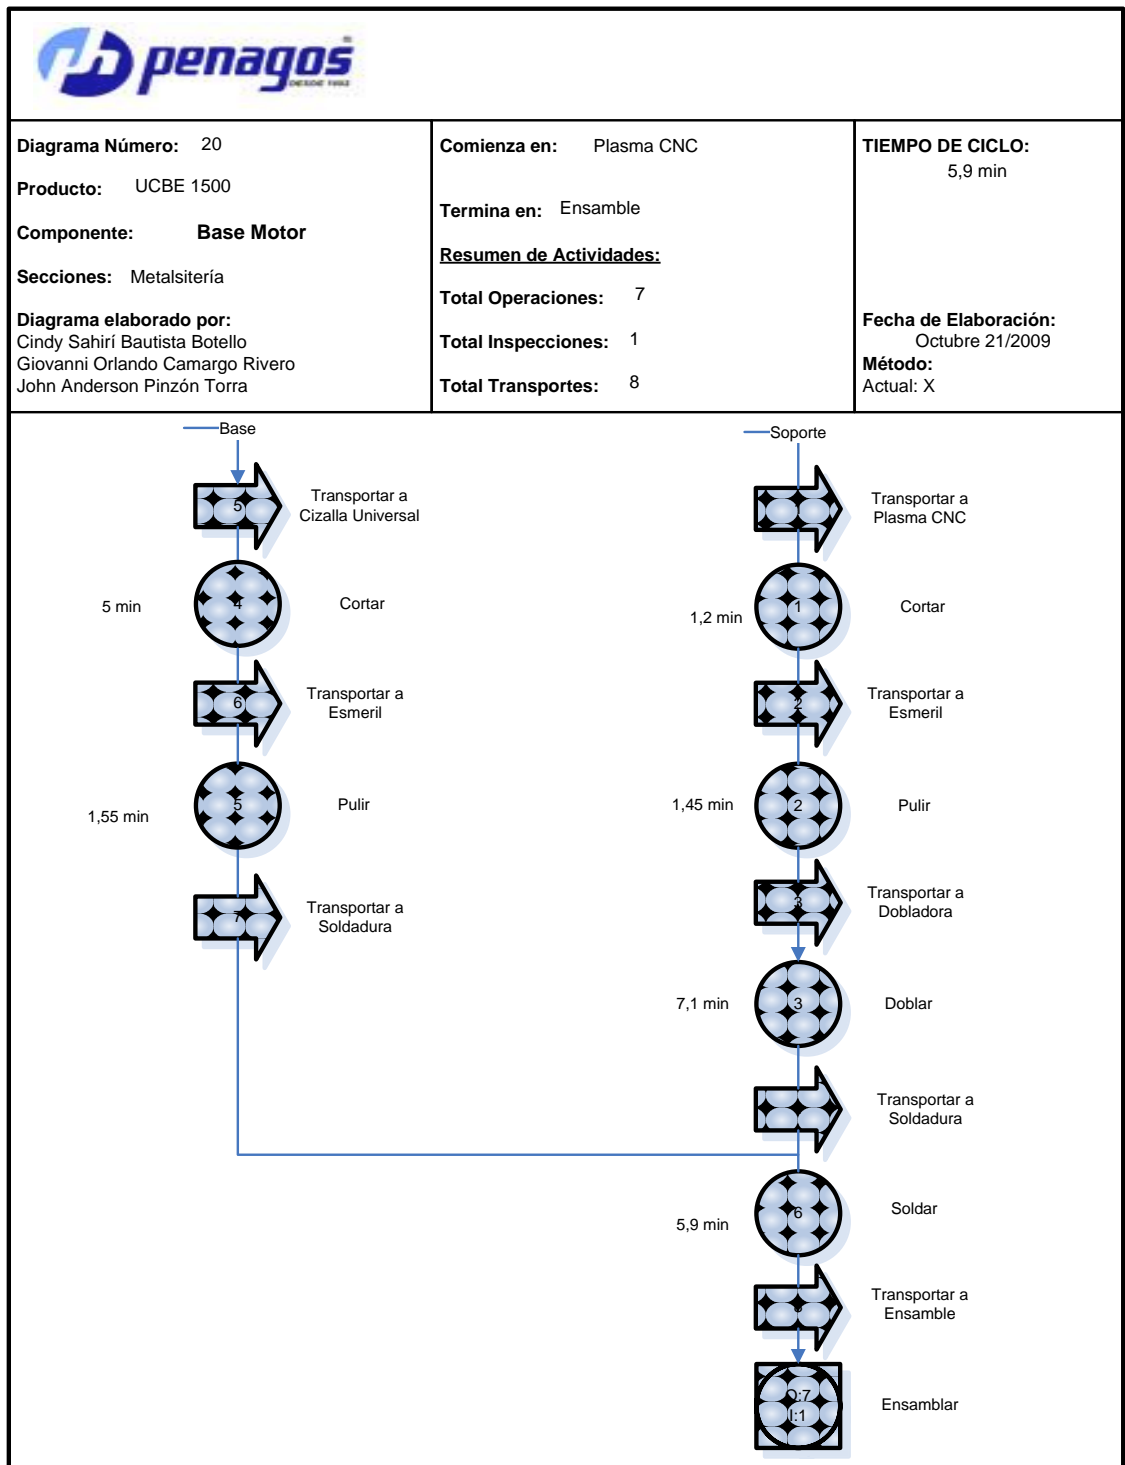 penagos
DESDE 1892
Diagrama Número: 20
Producto: UCBE 1500
Componente: Base Motor
Secciones: Metalsitería
Diagrama elaborado por:
Cindy Sahirí Bautista Botello
Giovanni Orlando Camargo Rivero
John Anderson Pinzón Torra
Comienza en: Plasma CNC
Termina en: Ensamble
Resumen de Actividades:
Total Operaciones: 7
Total Inspecciones: 1
Total Transportes: 8
TIEMPO DE CICLO:
5,9 min
Fecha de Elaboración:
Octubre 21/2009
Método:
Actual: X
Base
5
Transportar a
Cizalla Universal
5 min
4
Cortar
6
Transportar a
Esmeril
1,55 min
5
Pulir
7
Transportar a
Soldadura
Soporte
Transportar a
Plasma CNC
1,2 min
1
Cortar
2
Transportar a
Esmeril
1,45 min
2
Pulir
3
Transportar a
Dobladora
7,1 min
3
Doblar
Transportar a
Soldadura
5,9 min
6
Soldar
Transportar a
Ensamble
O:7
I:1
Ensamblar